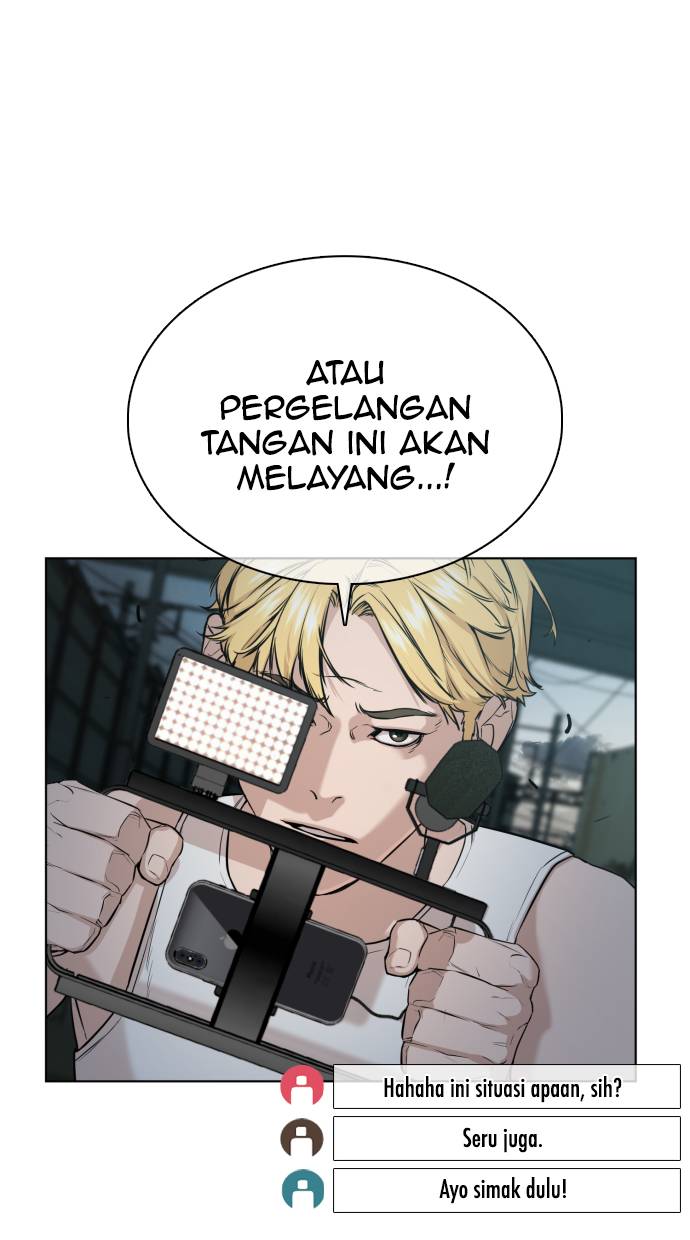 ATAU
PERGELANGAN
TANGAN INI AKAN
MELAYANG...!
Hahaha ini situasi apaan, sih?
Seru juga.
Ayo simak dulu!